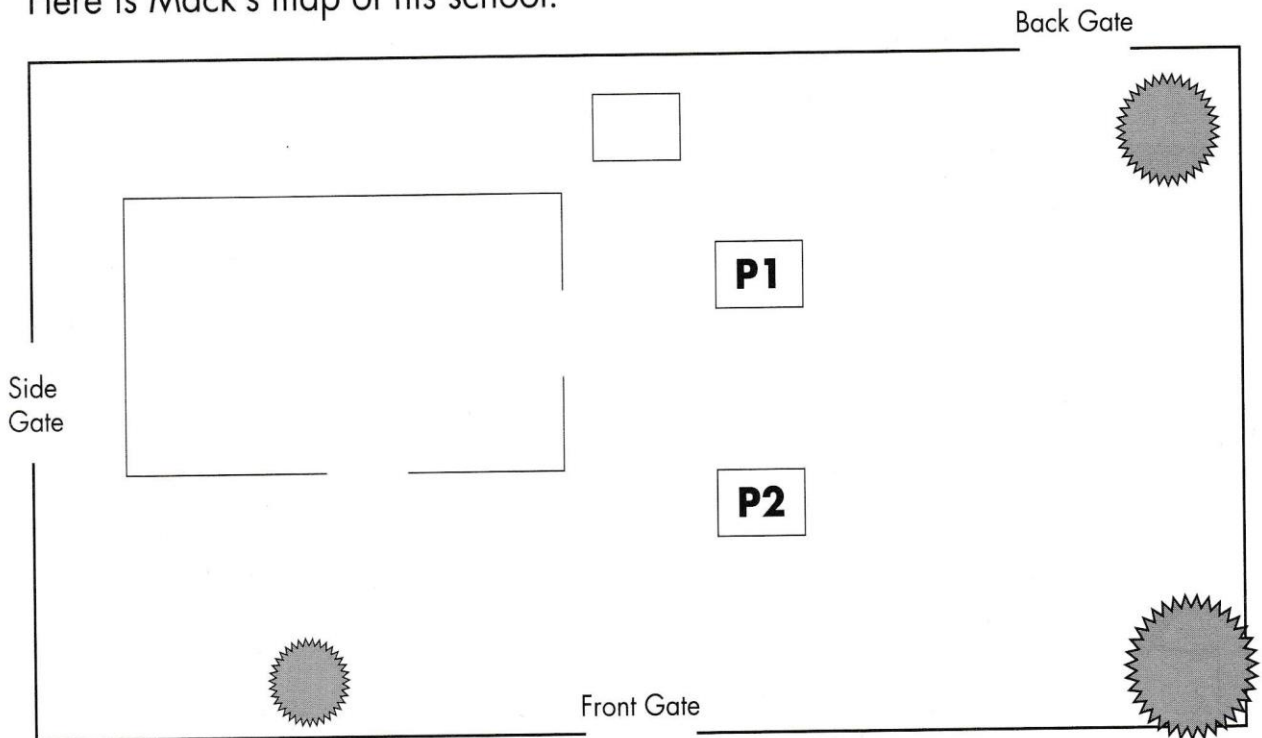 Here is Mack's map of his school.
Back Gate
P1
Side
Gate
P2
Front Gate